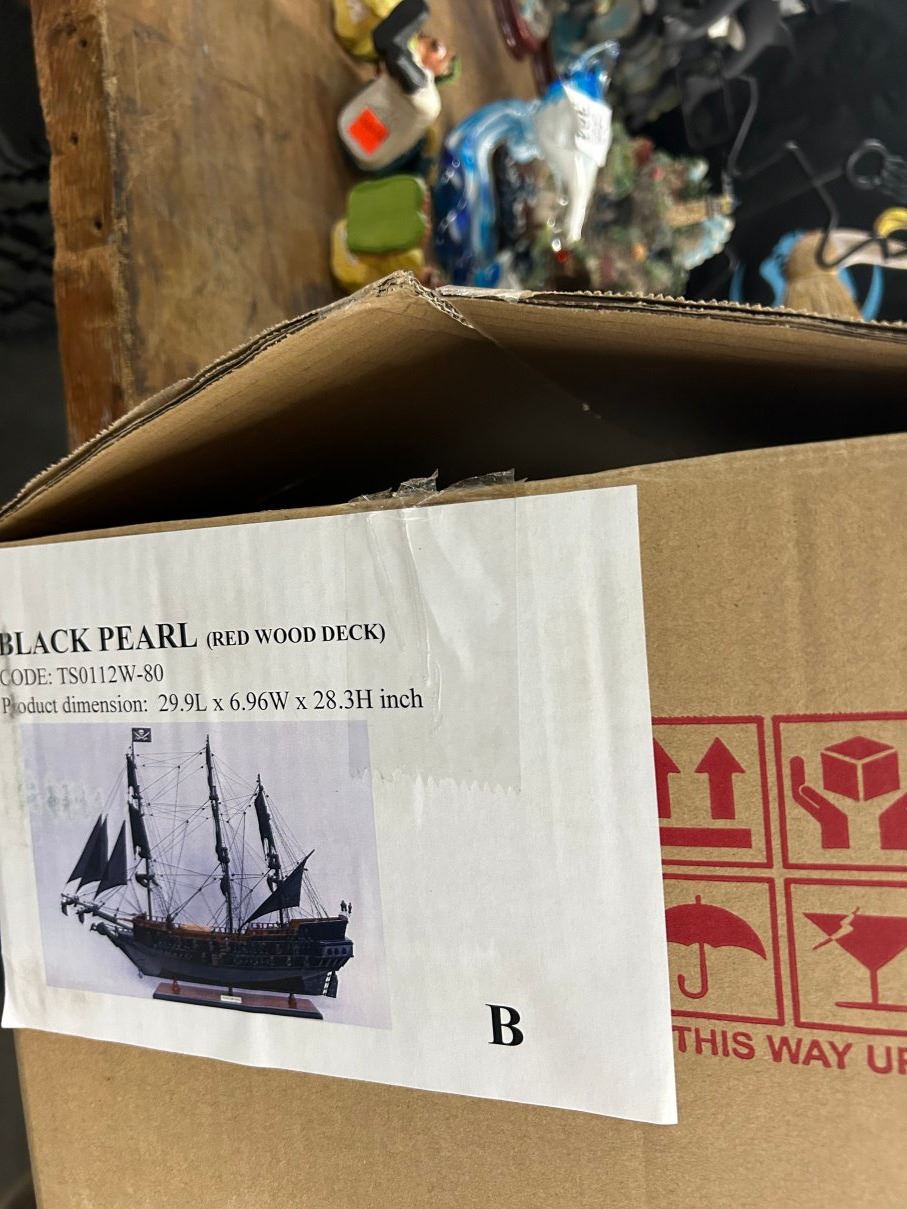 BLACK PEARL (RED WOOD DECK)
CODE: TS0112W-80
Product dimension: 29.9L x 6.96W x 28.3H inch
B
THIS WAY UP